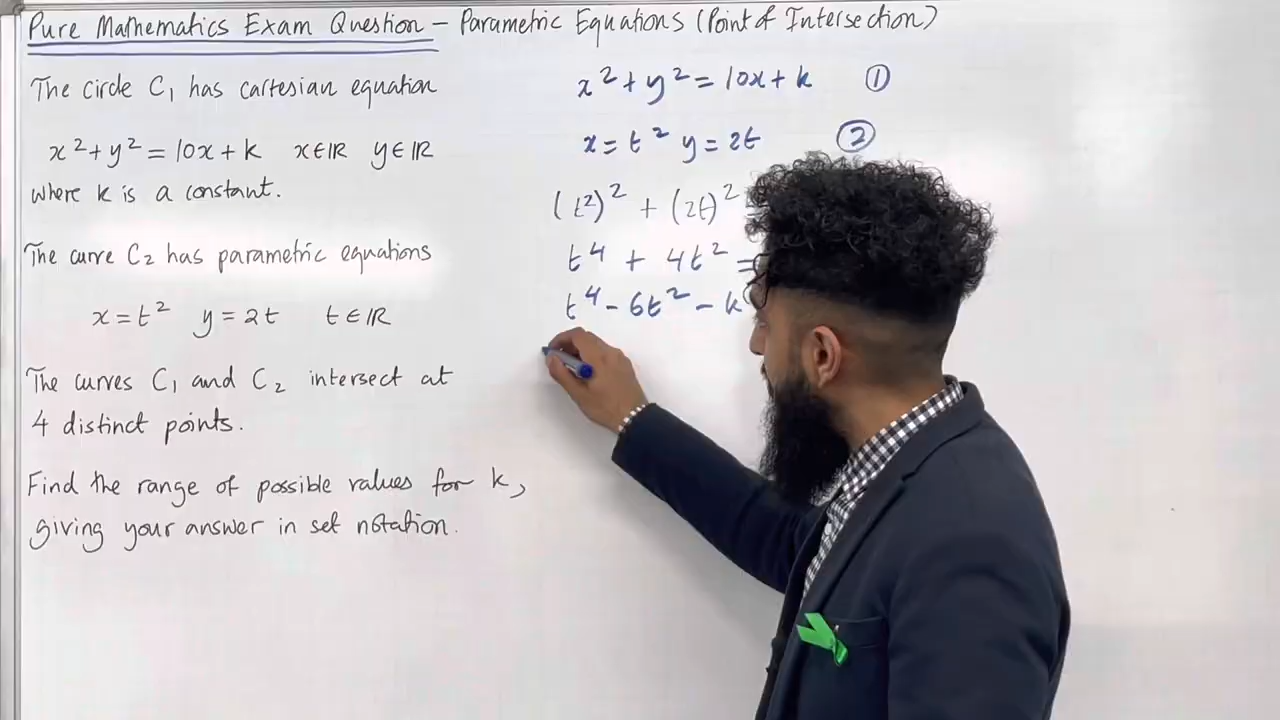 Pure Mathematics Exam Question – Parametric Equations (Point of Intersection)
The circle C₁ has cartesian equation
x² + y² = 10x + k x∈ℝ y∈ℝ
where k is a constant.
The curve C₂ has parametric equations
x = t² y = 2t t∈ℝ
The curves C₁ and C₂ intersect at
4 distinct points.
Find the range of possible values for k,
giving your answer in set notation.
x² + y² = 10x + k ①
x = t² y = 2t ②
(t²)² + (2t)²
t⁴ + 4t² =
t⁴ - 6t² - k